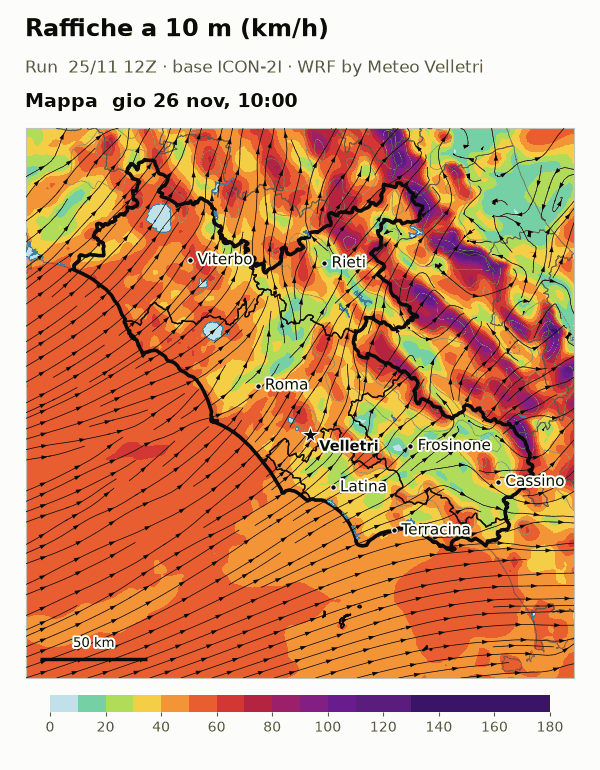 Raffiche a 10 m (km/h)
Run  25/11 12Z · base ICON-2I · WRF by Meteo Velletri
Mappa  gio 26 nov, 10:00
Viterbo
Rieti
Roma
Velletri
Frosinone
Cassino
Latina
Terracina
50 km
0 20 40 60 80 100 120 140 160 180